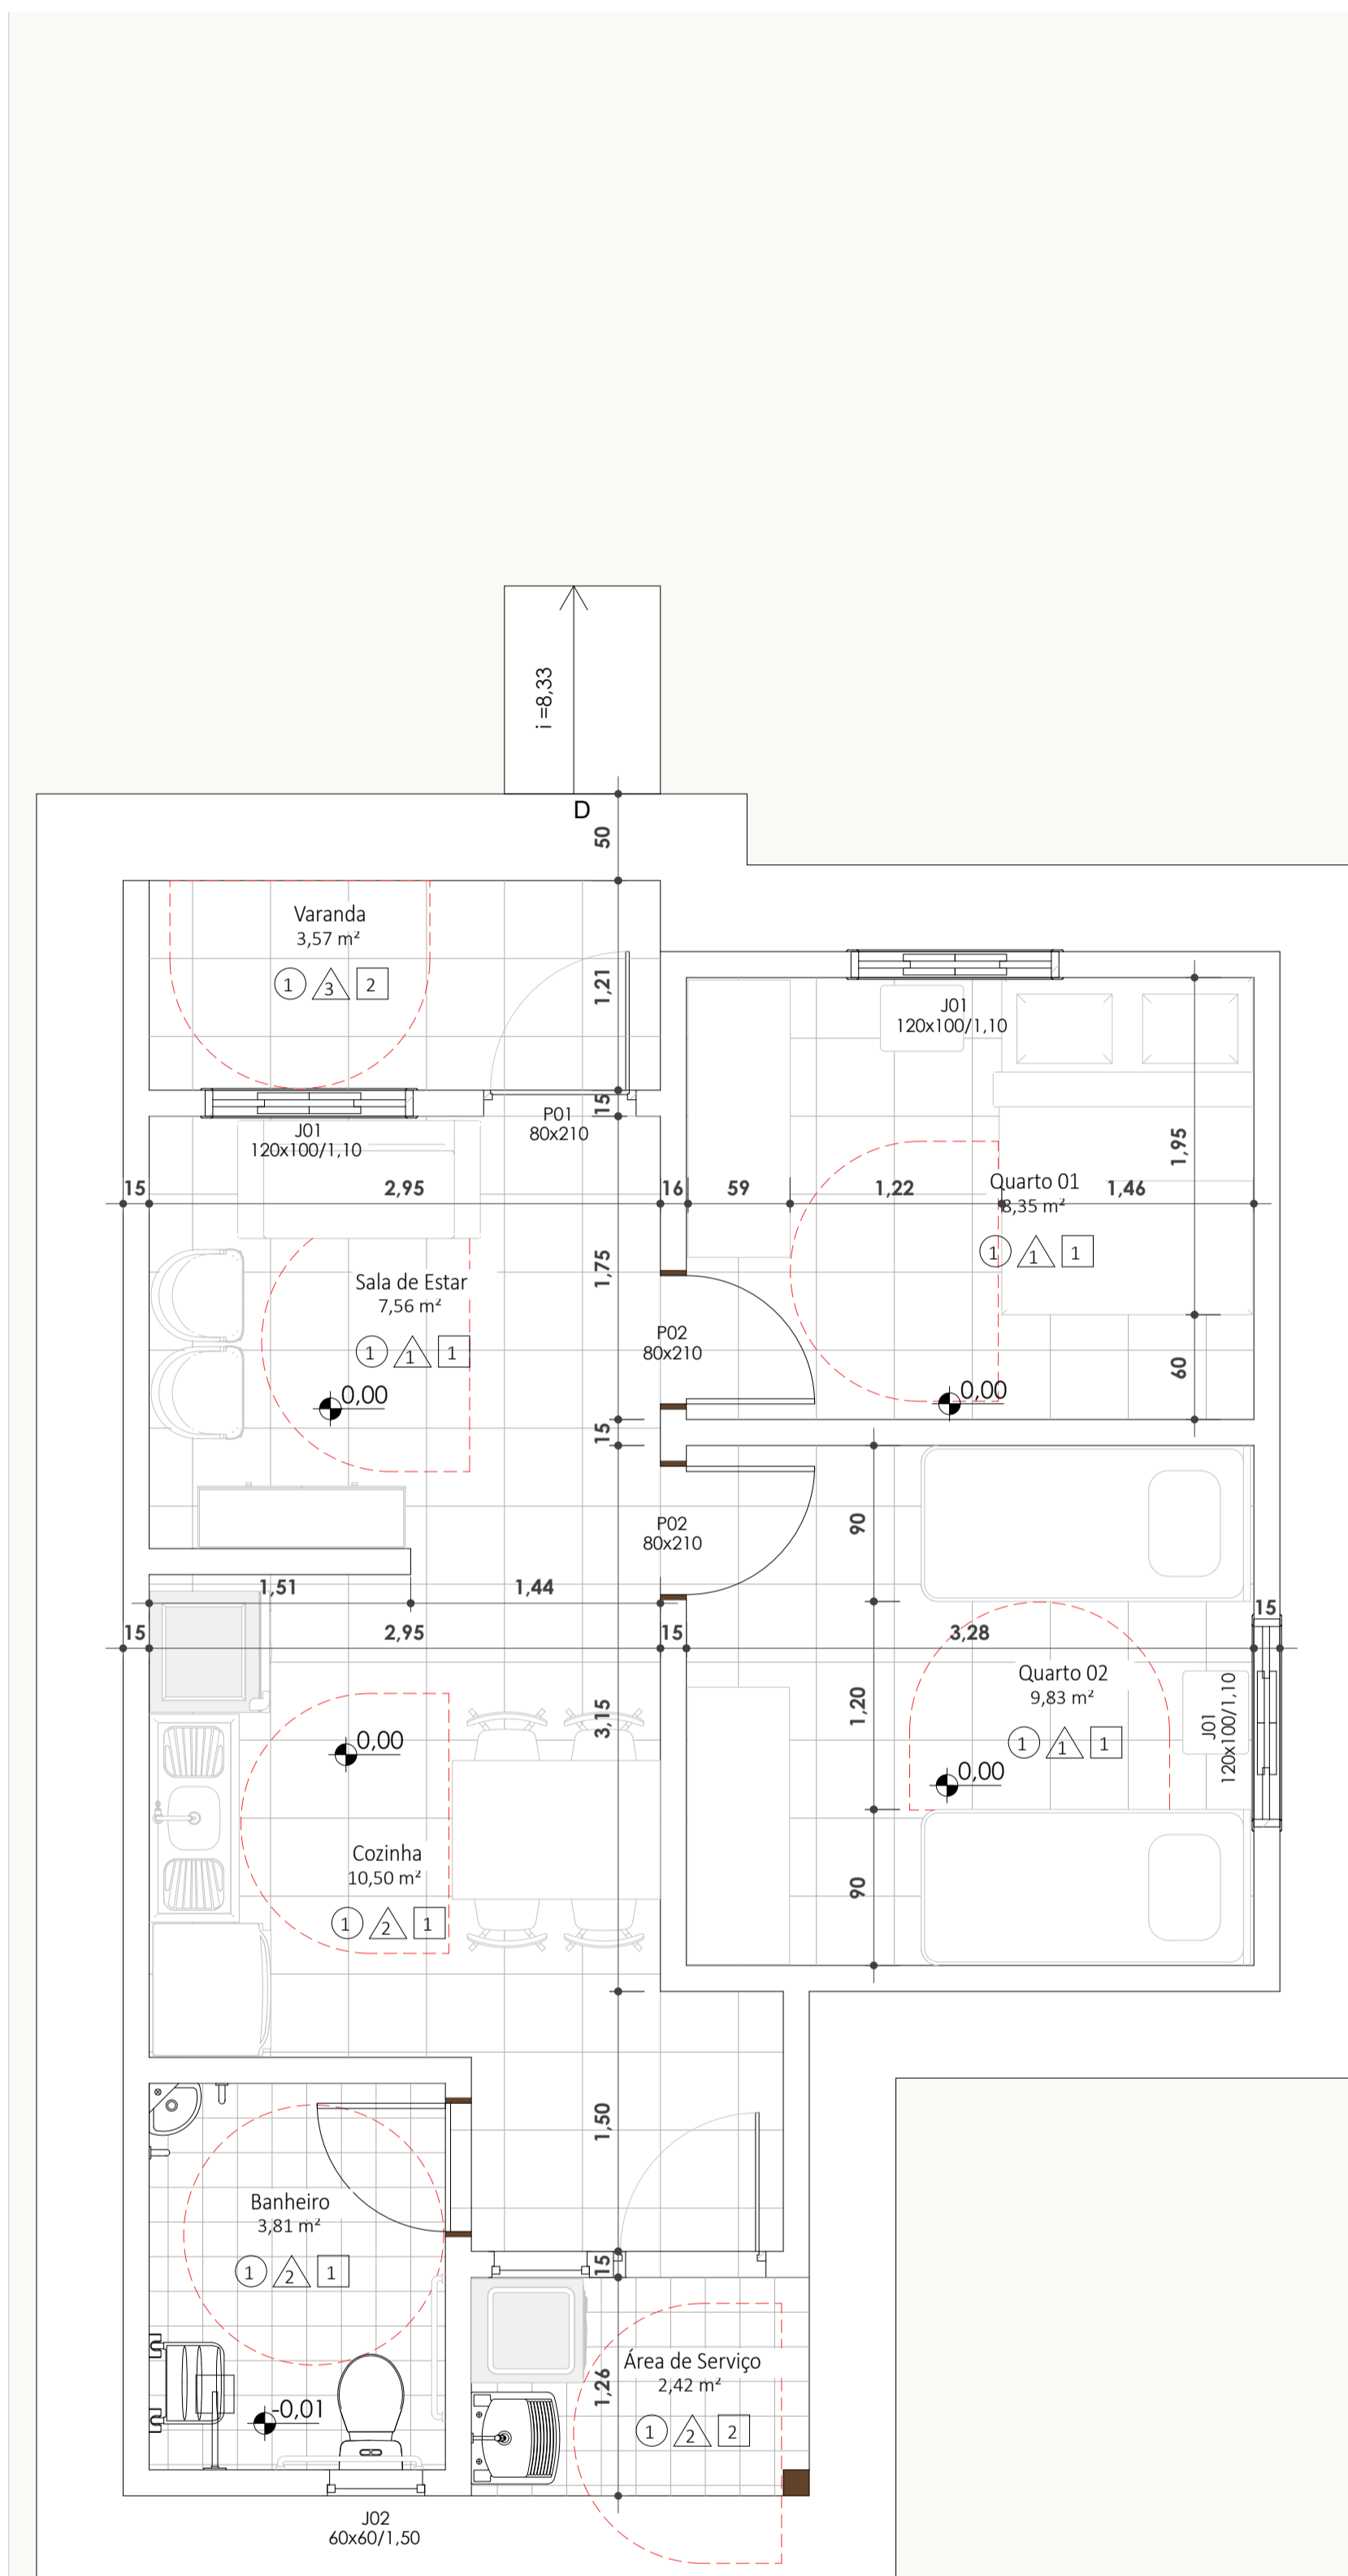 i =8,33
D
50
Varanda
3,57 m²
1 3 2
1,21
J01
120x100/1,10
15
P01
80x210
J01
120x100/1,10
15 2,95 16 59 1,22 1,46
1,95
Quarto 01
8,35 m²
1 1 1
1,75
Sala de Estar
7,56 m²
1 1 1
P02
80x210
0,00
0,00
60
15
P02
80x210
90
1,51 1,44
15 2,95 15 3,28 15
Quarto 02
9,83 m²
1 1 1
J01
120x100/1,10
1,20
3,15
0,00
0,00
Cozinha
10,50 m²
1 2 1
90
1,50
Banheiro
3,81 m²
1 2 1
15
Área de Serviço
2,42 m²
1 2 2
1,26
-0,01
J02
60x60/1,50